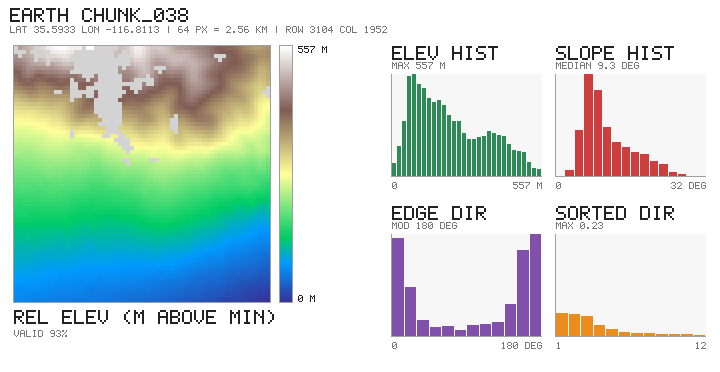 EARTH CHUNK_038
LAT 35.5933 LON -116.8113 | 64 PX = 2.56 KM | ROW 3104 COL 1952
557 M
0 M
REL ELEV (M ABOVE MIN)
VALID 93%
ELEV HIST
MAX 557 M
0 557 M
SLOPE HIST
MEDIAN 9.3 DEG
0 32 DEG
EDGE DIR
MOD 180 DEG
0 180 DEG
SORTED DIR
MAX 0.23
1 12